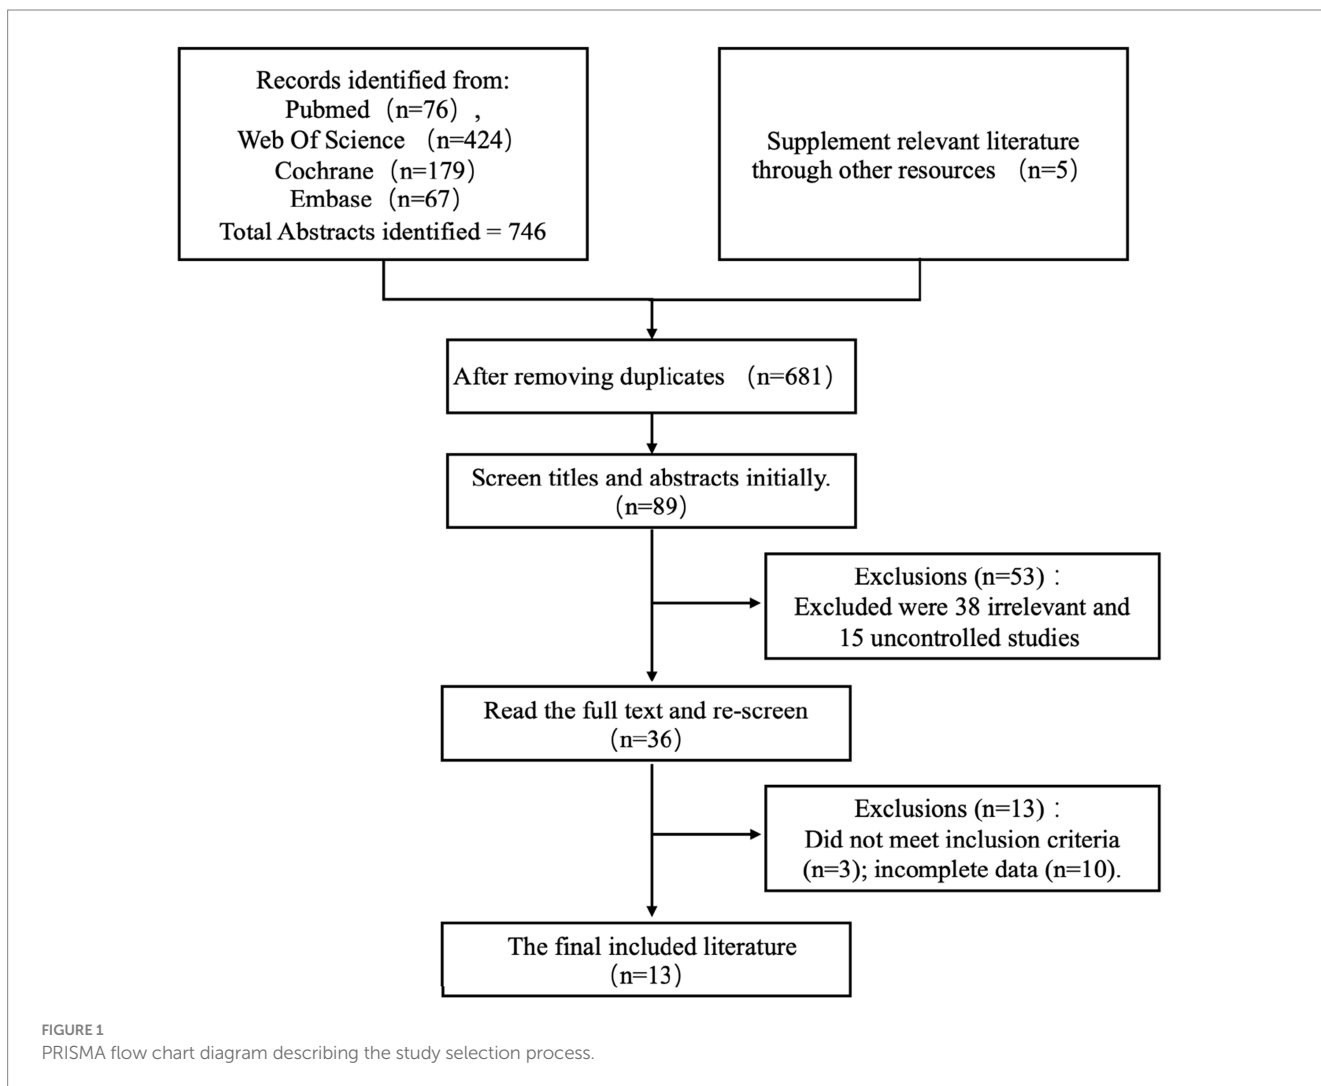 Records identified from:
Pubmed（n=76）,
Web Of Science （n=424）
Cochrane（n=179）
Embase（n=67）
Total Abstracts identified = 746
Supplement relevant literature
through other resources （n=5）
After removing duplicates （n=681）
Screen titles and abstracts initially.
（n=89）
Exclusions (n=53)：
Excluded were 38 irrelevant and
15 uncontrolled studies
Read the full text and re-screen
（n=36）
Exclusions (n=13)：
Did not meet inclusion criteria
(n=3); incomplete data (n=10).
The final included literature
（n=13）
FIGURE 1
PRISMA flow chart diagram describing the study selection process.